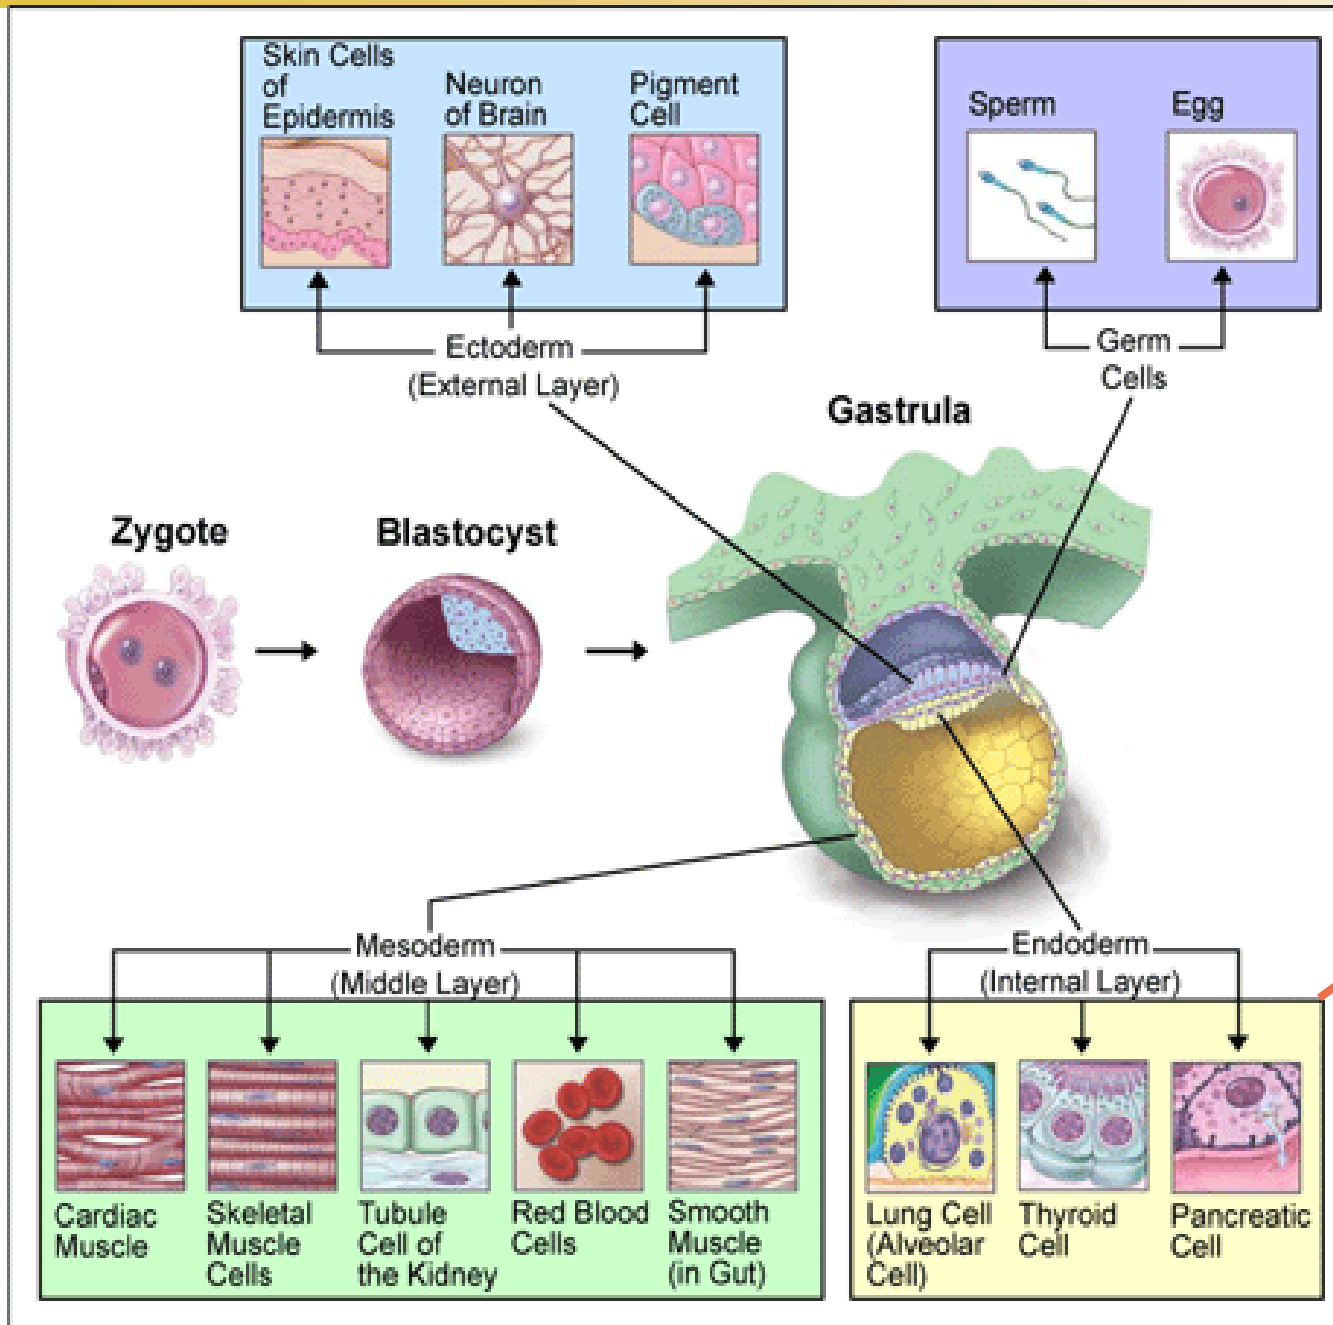 Skin Cells
of
Epidermis
Neuron
of Brain
Pigment
Cell
Sperm
Egg
Ectoderm
(External Layer)
Germ
Cells
Gastrula
Zygote
Blastocyst
Mesoderm
(Middle Layer)
Endoderm
(Internal Layer)
Cardiac
Muscle
Skeletal
Muscle
Cells
Tubule
Cell of
the Kidney
Red Blood
Cells
Smooth
Muscle
(in Gut)
Lung Cell
(Alveolar
Cell)
Thyroid
Cell
Pancreatic
Cell